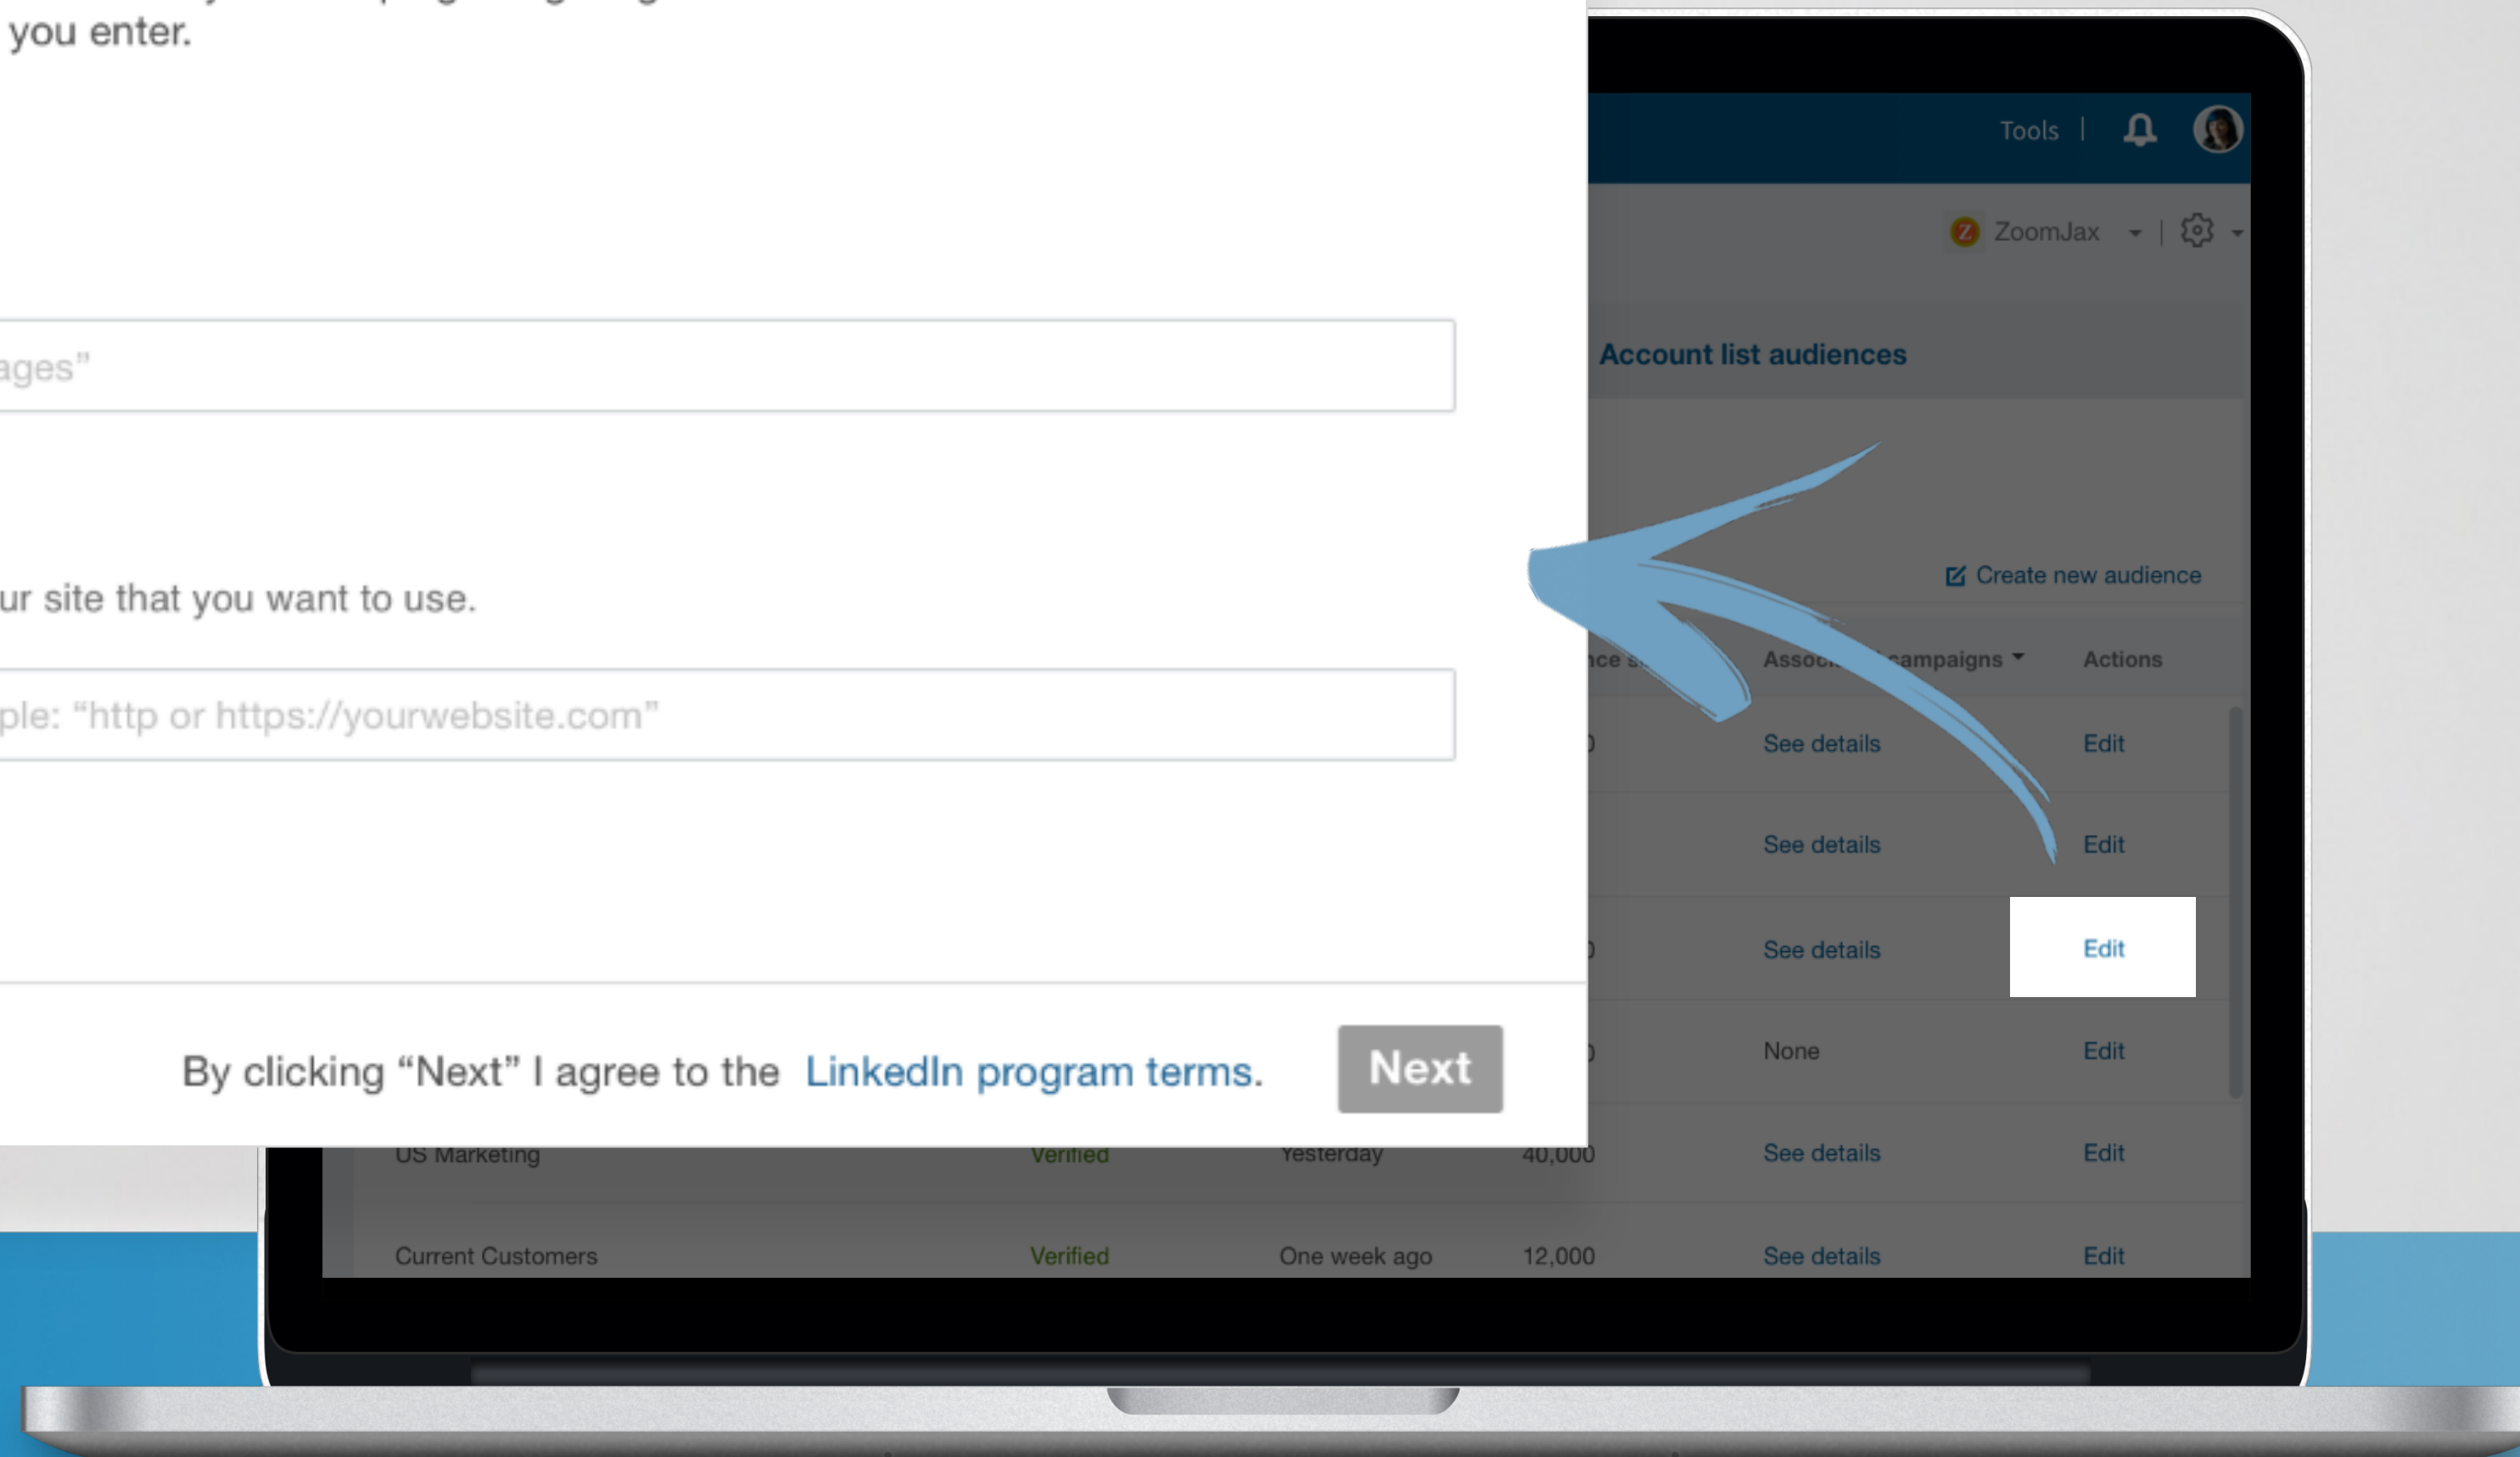 you enter.
ages”
ur site that you want to use.
ple: “http or https://yourwebsite.com”
By clicking “Next” I agree to the LinkedIn program terms.
Next
Tools |
Z ZoomJax |
Account list audiences
Create new audience
campaigns Actions
See details Edit
See details Edit
See details Edit
None Edit
US Marketing Verified Yesterday 40,000 See details Edit
Current Customers Verified One week ago 12,000 See details Edit